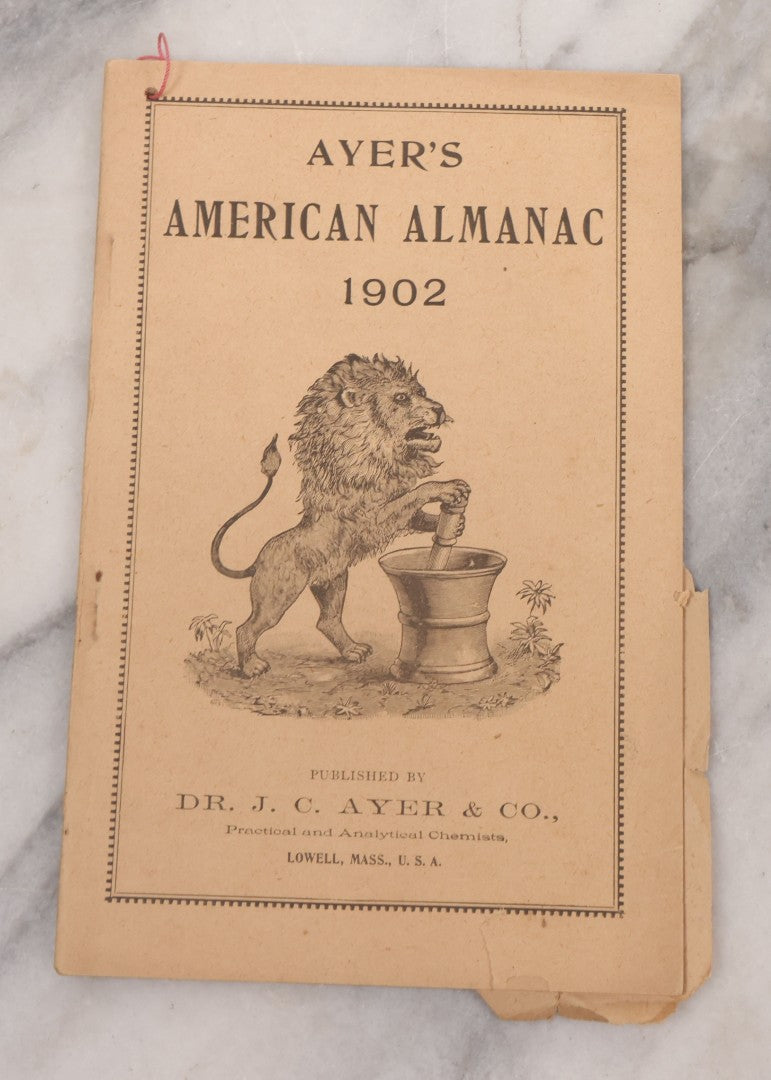 AYER'S
AMERICAN ALMANAC
1902
PUBLISHED BY
DR. J. C. AYER & CO.,
Practical and Analytical Chemists,
LOWELL, MASS., U. S. A.